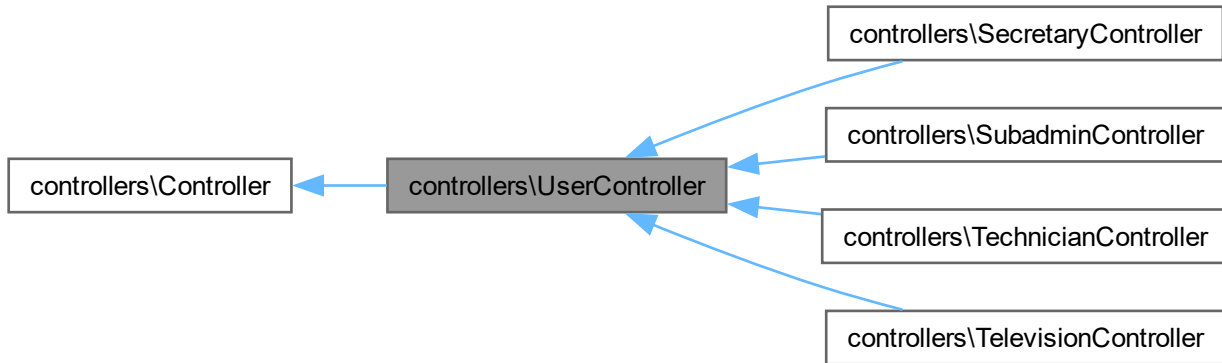 controllers\SecretaryController
controllers\SubadminController
controllers\Controller
controllers\UserController
controllers\TechnicianController
controllers\TelevisionController